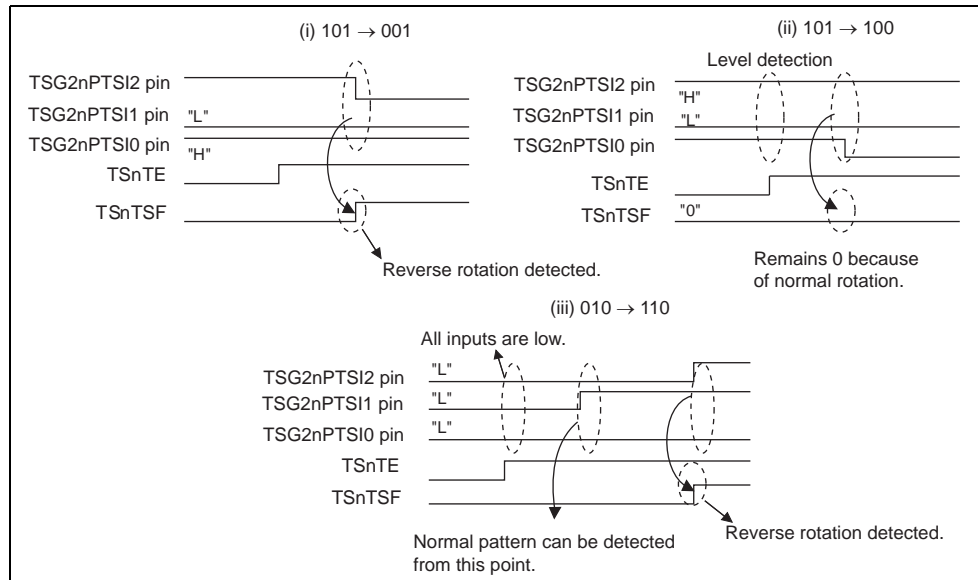 (i) 101 → 001
TSG2nPTSI2 pin
TSG2nPTSI1 pin "L"
TSG2nPTSI0 pin
"H"
TSnTE
TSnTSF
Reverse rotation detected.
(ii) 101 → 100
Level detection
TSG2nPTSI2 pin
"H"
TSG2nPTSI1 pin
"L"
TSG2nPTSI0 pin
TSnTE
TSnTSF "0"
Remains 0 because
of normal rotation.
(iii) 010 → 110
All inputs are low.
TSG2nPTSI2 pin "L"
TSG2nPTSI1 pin "L"
TSG2nPTSI0 pin "L"
TSnTE
TSnTSF
Normal pattern can be detected
from this point.
Reverse rotation detected.